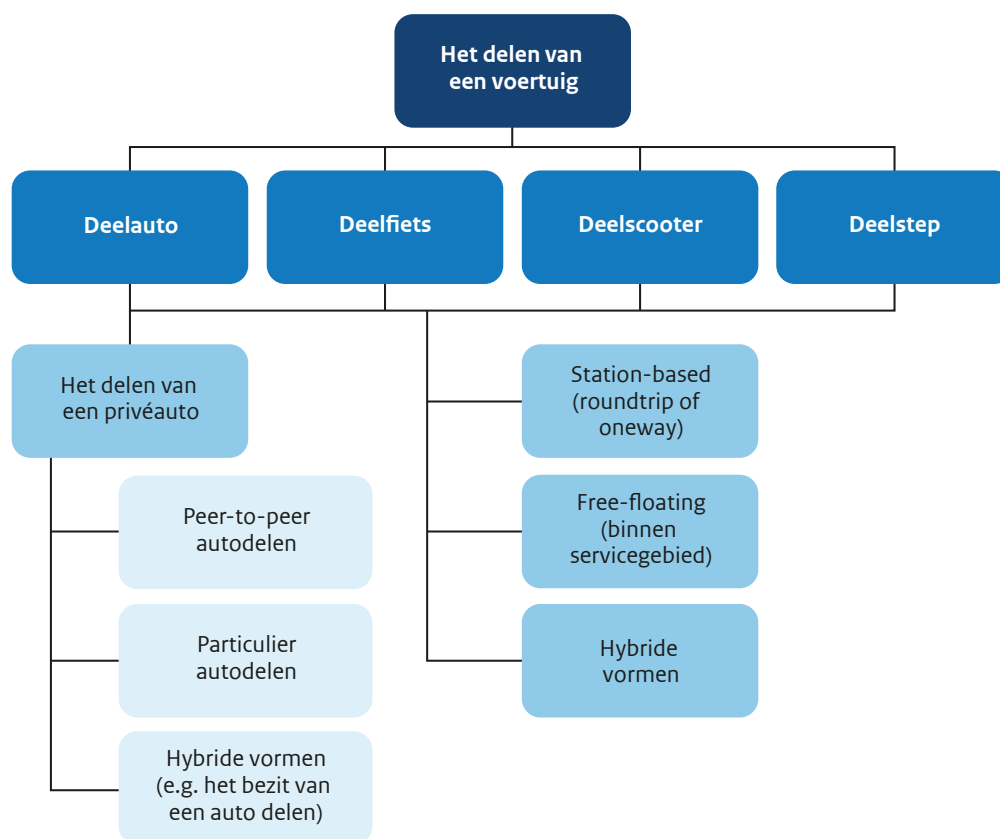 Het delen van
een voertuig
Deelauto
Deelfiets
Deelscooter
Deelstep
Het delen van
een privéauto
Station-based
(roundtrip of
oneway)
Peer-to-peer
autodelen
Free-floating
(binnen
servicegebied)
Particulier
autodelen
Hybride
vormen
Hybride vormen
(e.g. het bezit van
een auto delen)